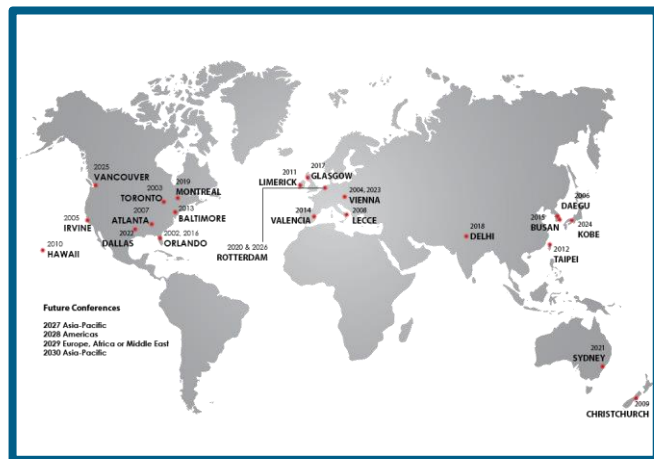 2025
VANCOUVER
2003
TORONTO
2019
MONTREAL
2013
BALTIMORE
2005
IRVINE
2007
ATLANTA
2022
DALLAS
2002, 2016
ORLANDO
2010
HAWAII
2011
LIMERICK
2017
GLASGOW
2004, 2023
VIENNA
2014
VALENCIA
2008
LECCE
2020 & 2026
ROTTERDAM
2018
DELHI
2006
DAEGU
2015
BUSAN
2024
KOBE
2012
TAIPEI
2021
SYDNEY
2009
CHRISTCHURCH
Future Conferences
2027 Asia-Pacific
2028 Americas
2029 Europe, Africa or Middle East
2030 Asia-Pacific